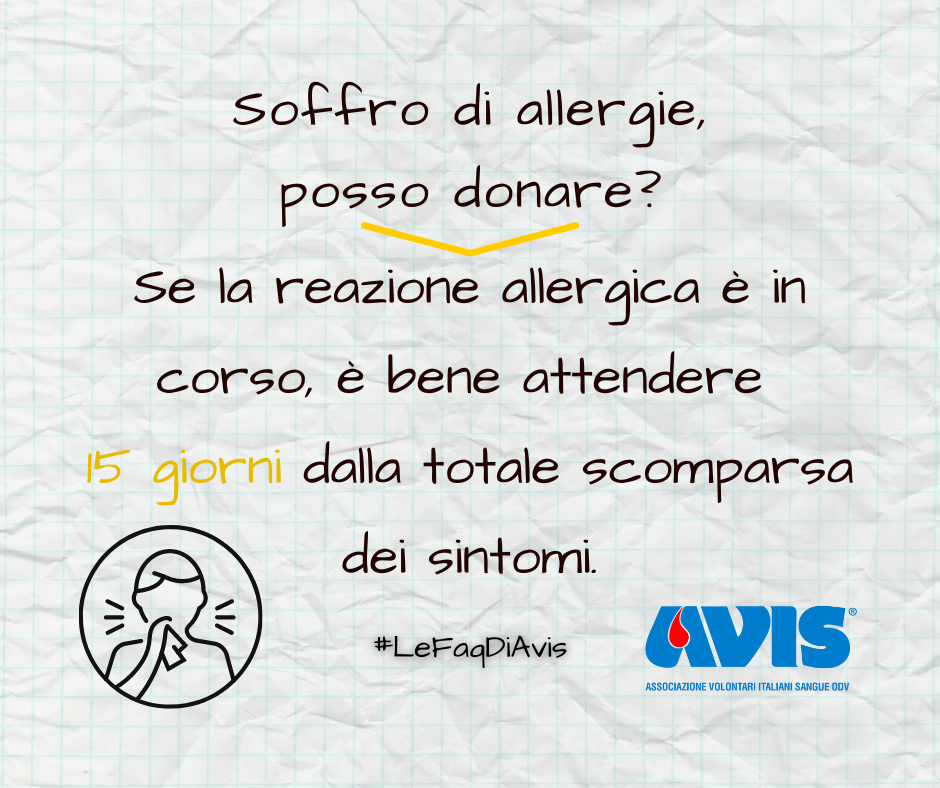 Soffro di allergie,
posso donare?
Se la reazione allergica è in
corso, è bene attendere
15 giorni dalla totale scomparsa
dei sintomi.
#LeFaqDiAvis
AVIS®
ASSOCIAZIONE VOLONTARI ITALIANI SANGUE ODV